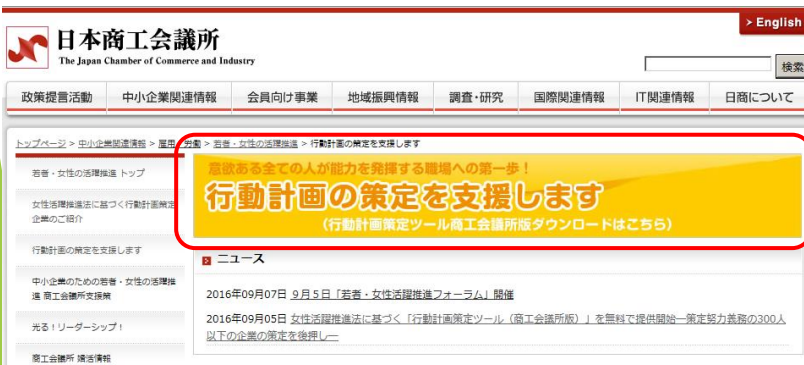 > English
日本商工会議所
The Japan Chamber of Commerce and Industry
検索
政策提言活動 中小企業関連情報 会員向け事業 地域振興情報 調査・研究 国際関連情報 IT関連情報 日商について
トップページ > 中小企業関連情報 > 雇用・労働 > 若者・女性の活躍推進 > 行動計画の策定を支援します
若者・女性の活躍推進 トップ
女性活躍推進法に基づく行動計画策定
企業のご紹介
行動計画の策定を支援します
中小企業のための若者・女性の活躍推
進 商工会議所支援策
光る！リーダーシップ！
商工会議所 婚活情報
意欲ある全ての人が能力を発揮する職場への第一歩！
行動計画の策定を支援します
（行動計画策定ツール商工会議所版ダウンロードはこちら）
ニュース
2016年09月07日 9月5日「若者・女性活躍推進フォーラム」開催
2016年09月05日 女性活躍推進法に基づく「行動計画策定ツール（商工会議所版）」を無料で提供開始―策定努力義務の300人
以下の企業の策定を後押し―